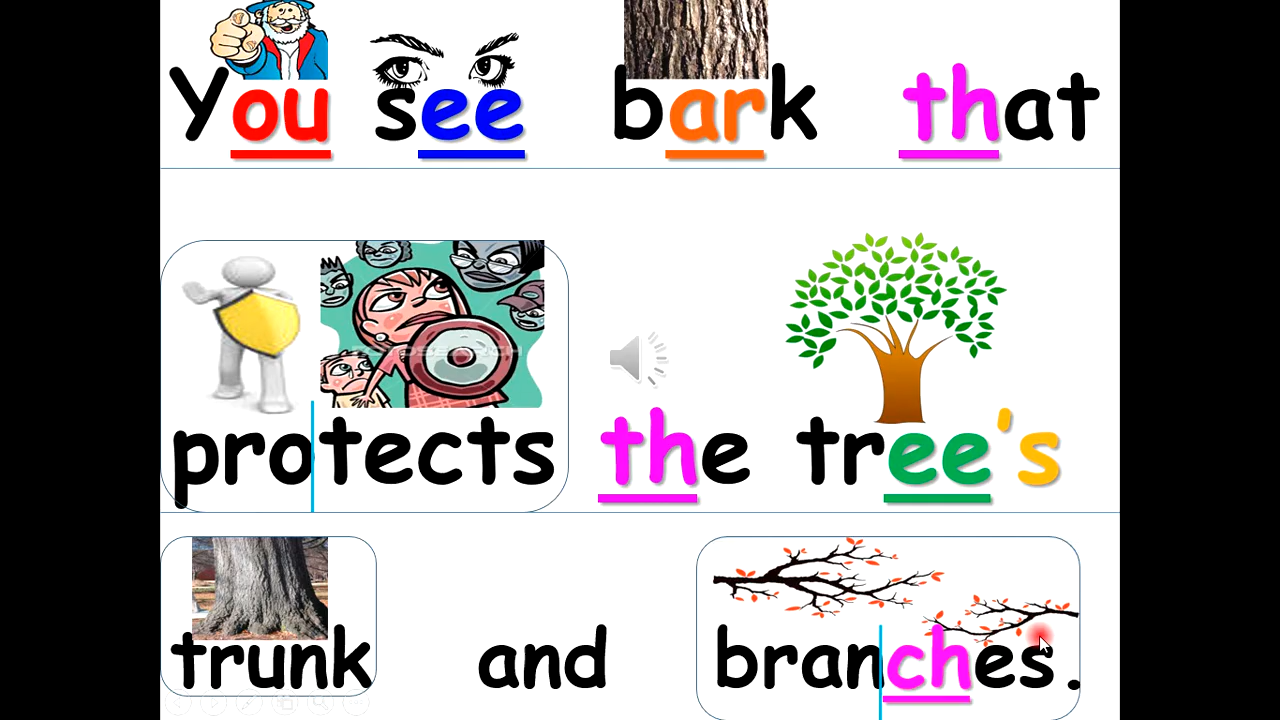 You see bark that
protects the tree's
trunk and branches.